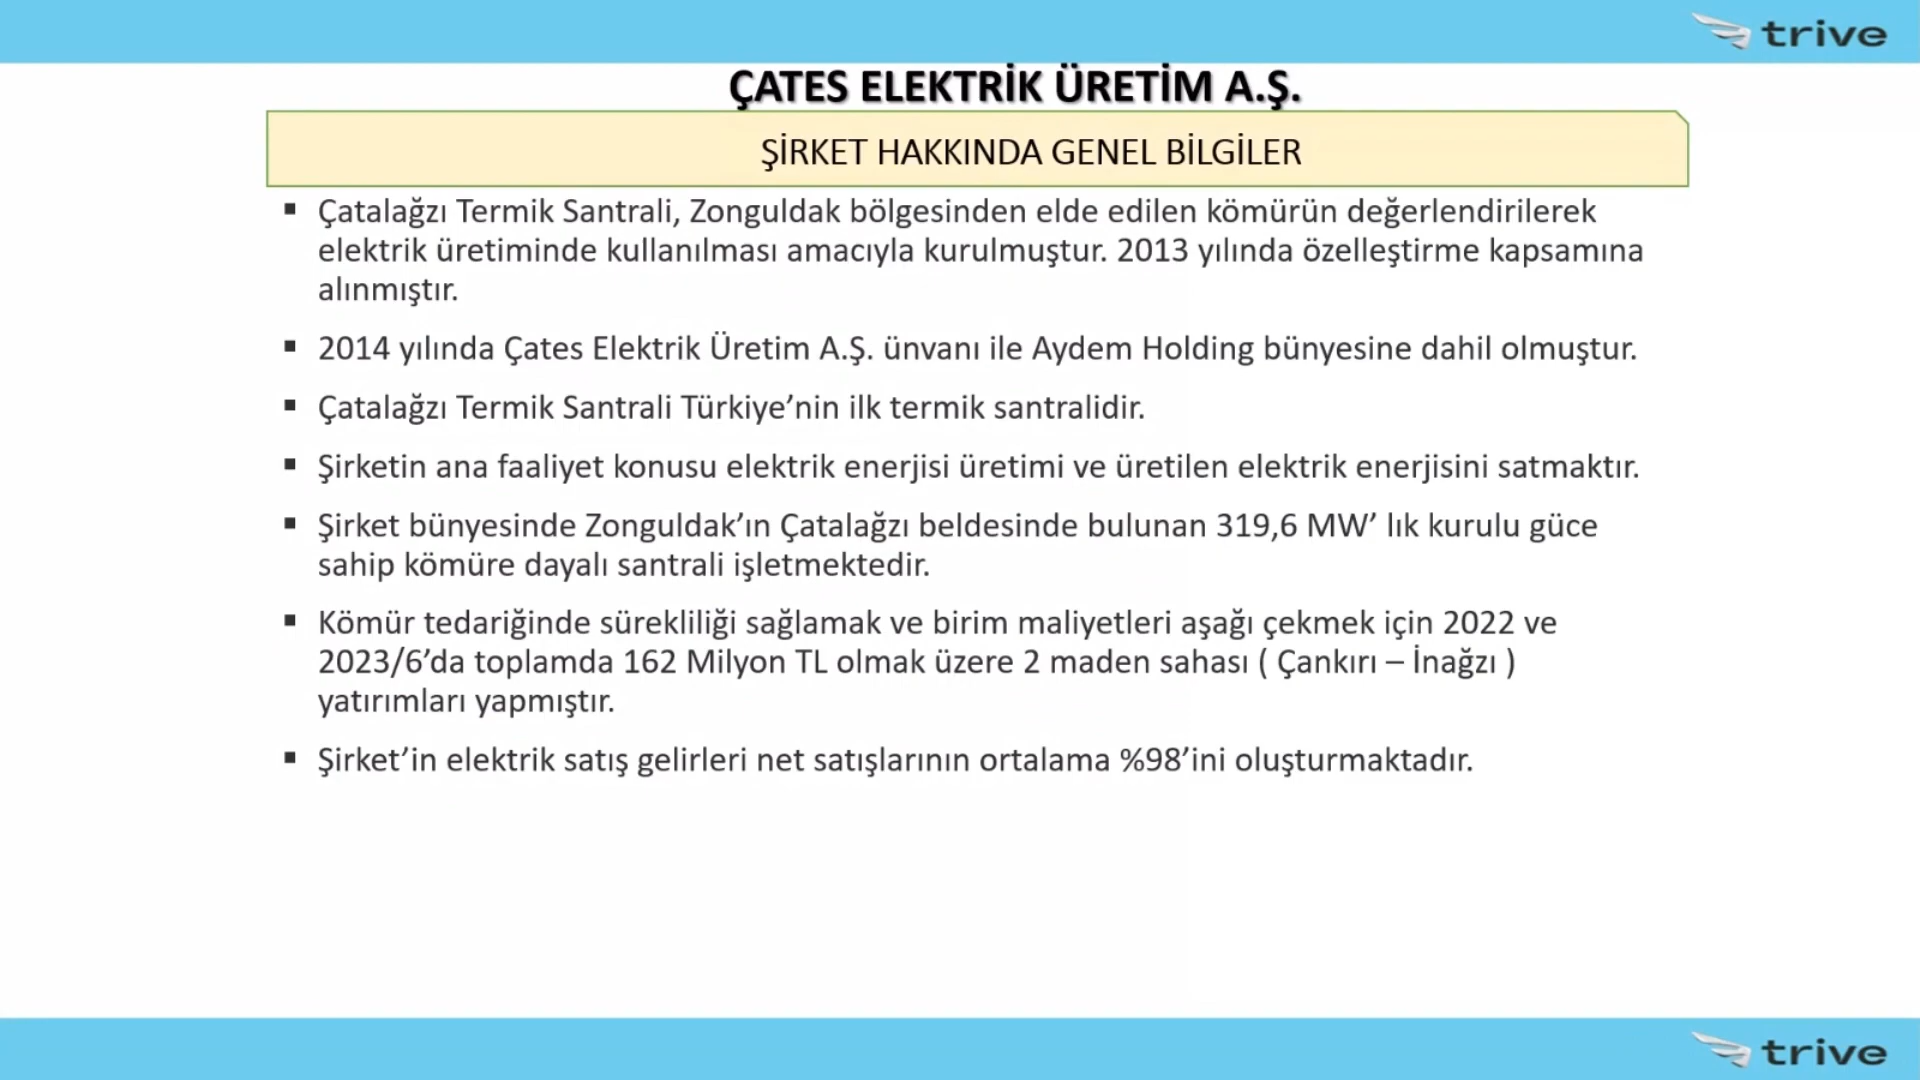 trive
ÇATES ELEKTRİK ÜRETİM A.Ş.
ŞİRKET HAKKINDA GENEL BİLGİLER
▪ Çatalağzı Termik Santrali, Zonguldak bölgesinden elde edilen kömürün değerlendirilerek
elektrik üretiminde kullanılması amacıyla kurulmuştur. 2013 yılında özelleştirme kapsamına
alınmıştır.
▪ 2014 yılında Çates Elektrik Üretim A.Ş. ünvanı ile Aydem Holding bünyesine dahil olmuştur.
▪ Çatalağzı Termik Santrali Türkiye’nin ilk termik santralidir.
▪ Şirketin ana faaliyet konusu elektrik enerjisi üretimi ve üretilen elektrik enerjisini satmaktır.
▪ Şirket bünyesinde Zonguldak’ın Çatalağzı beldesinde bulunan 319,6 MW’ lık kurulu güce
sahip kömüre dayalı santrali işletmektedir.
▪ Kömür tedariğinde sürekliliği sağlamak ve birim maliyetleri aşağı çekmek için 2022 ve
2023/6’da toplamda 162 Milyon TL olmak üzere 2 maden sahası ( Çankırı – İnağzı )
yatırımları yapmıştır.
▪ Şirket’in elektrik satış gelirleri net satışlarının ortalama %98’ini oluşturmaktadır.
trive